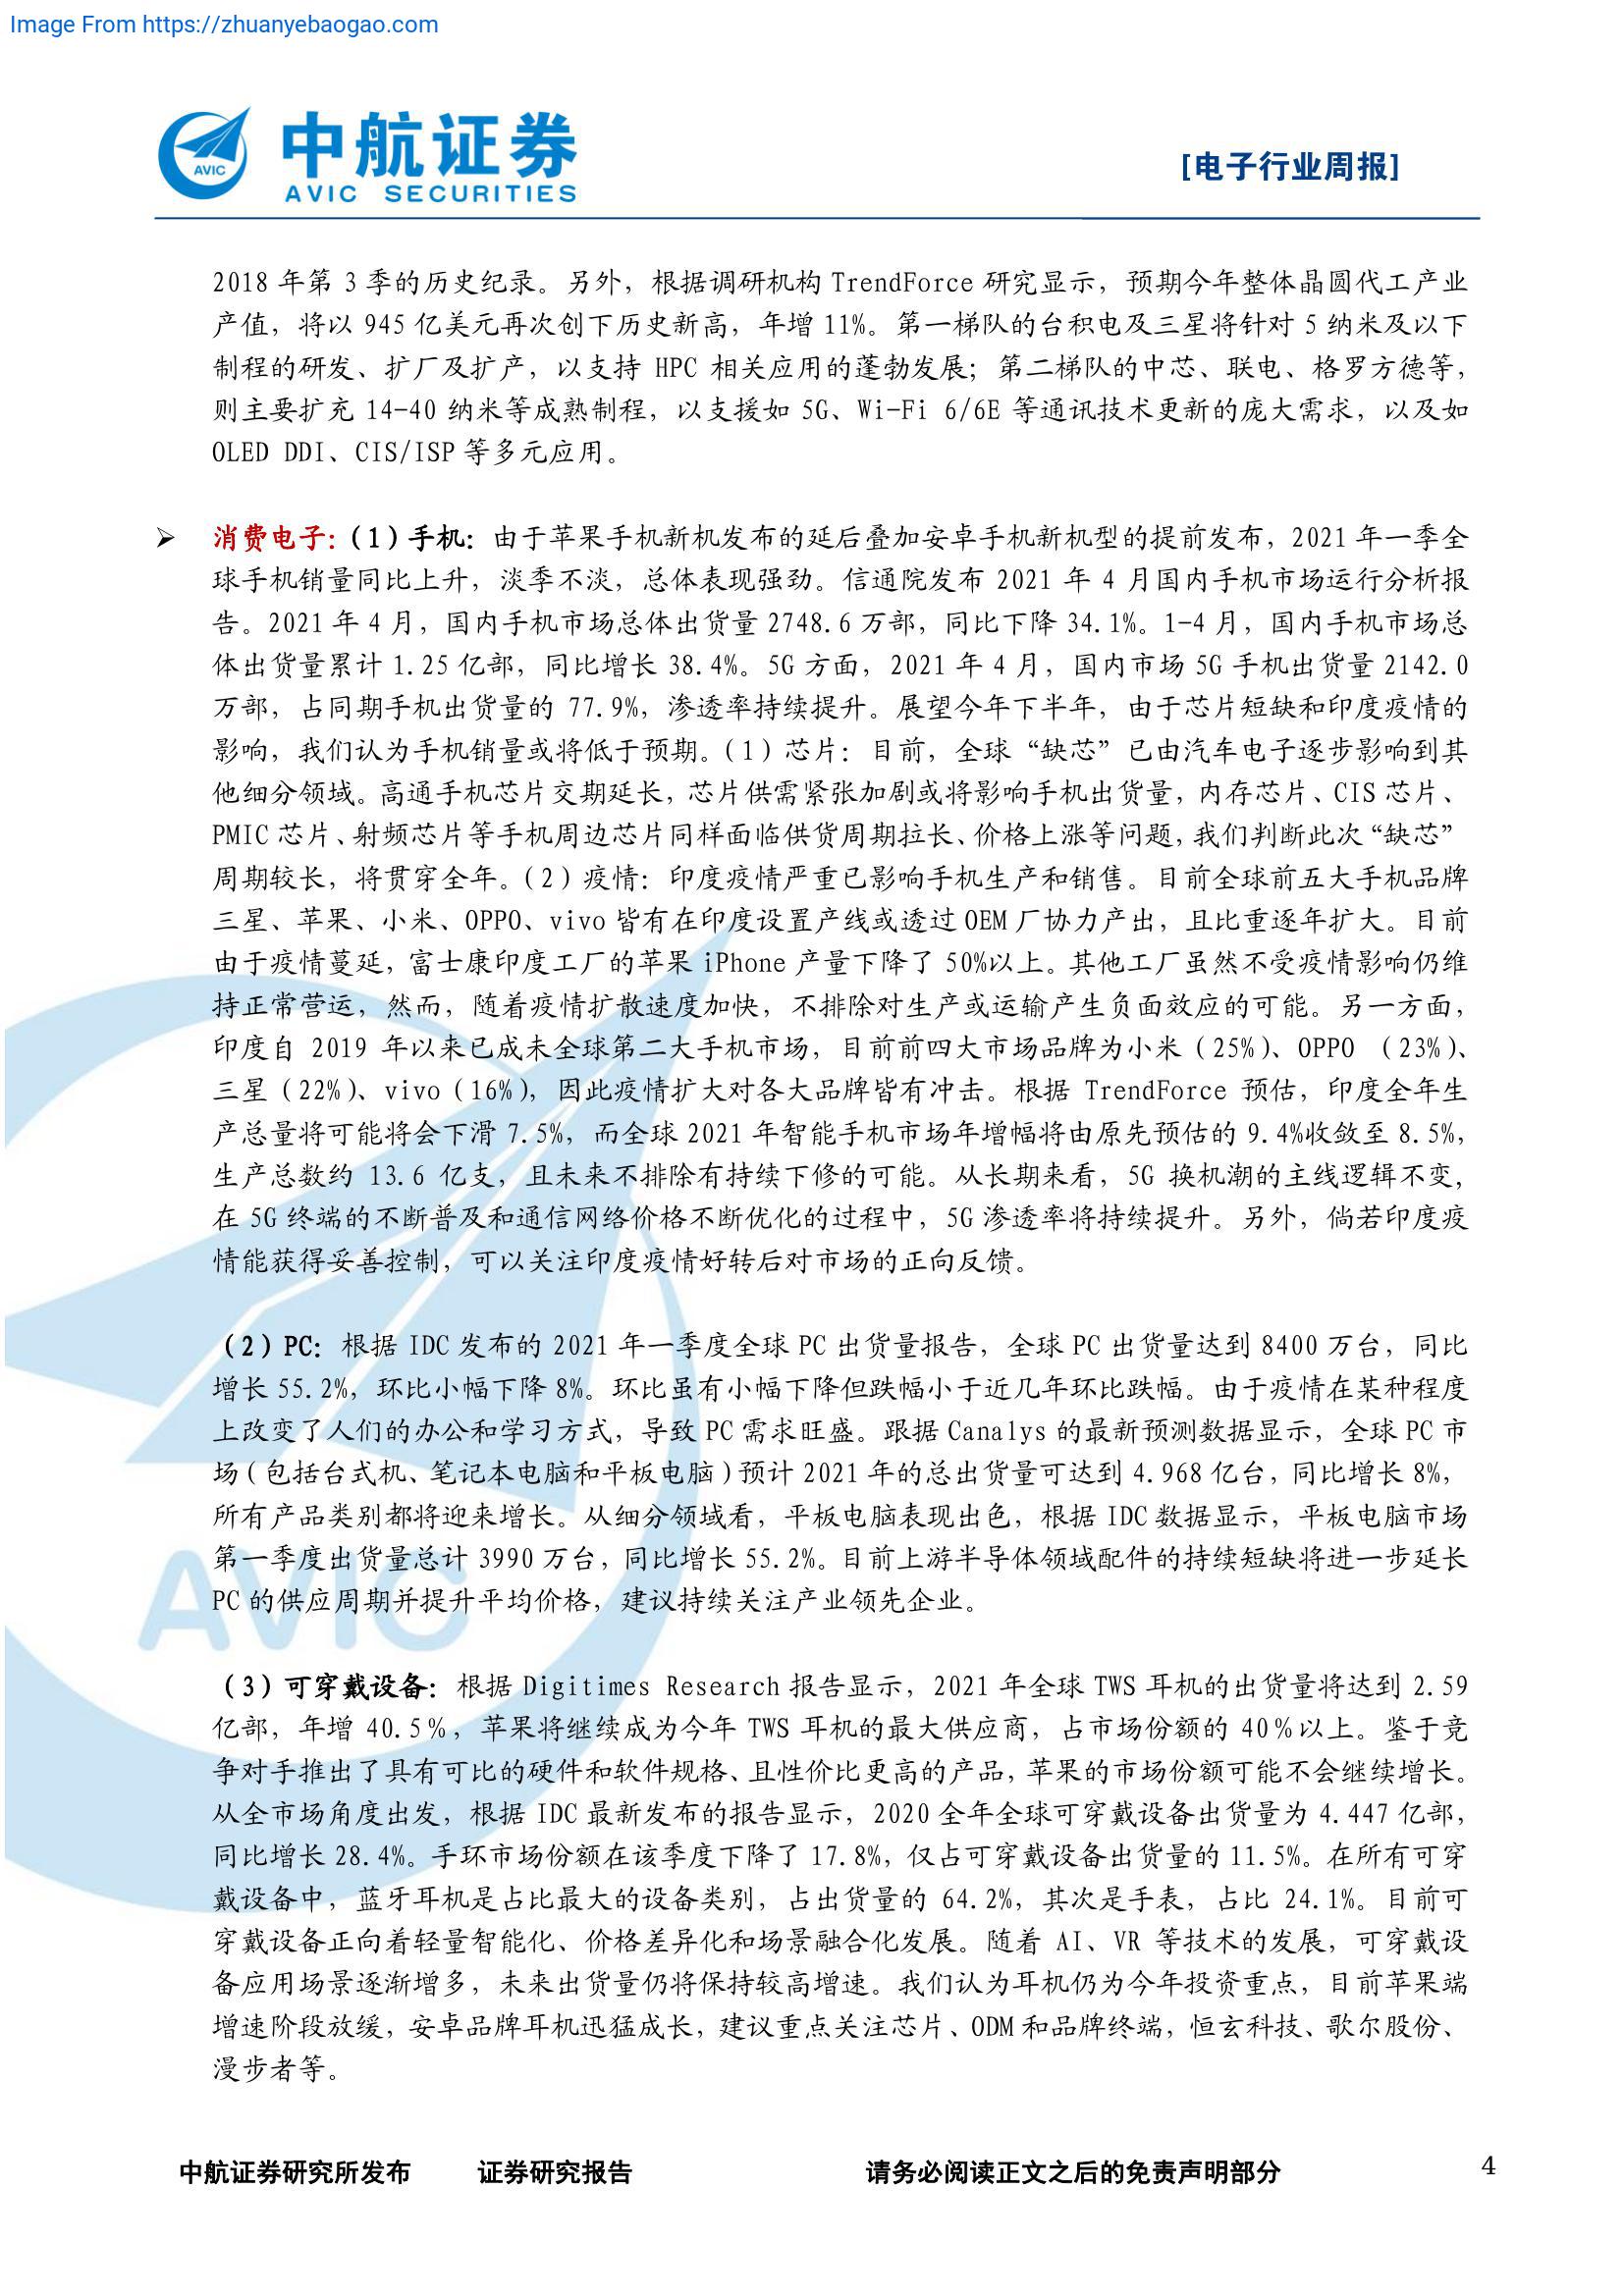 Image From https://zhuanyebaogao.com
中航证券
AVIC SECURITIES
AVIC
[电子行业周报]
2018 年第 3 季的历史纪录。另外，根据调研机构 TrendForce 研究显示，预期今年整体晶圆代工产业
产值，将以 945 亿美元再次创下历史新高，年增 11%。第一梯队的台积电及三星将针对 5 纳米及以下
制程的研发、扩厂及扩产，以支持 HPC 相关应用的蓬勃发展；第二梯队的中芯、联电、格罗方德等，
则主要扩充 14-40 纳米等成熟制程，以支援如 5G、Wi-Fi 6/6E 等通讯技术更新的庞大需求，以及如
OLED DDI、CIS/ISP 等多元应用。
➢ 消费电子：（1）手机：由于苹果手机新机发布的延后叠加安卓手机新机型的提前发布，2021 年一季全
球手机销量同比上升，淡季不淡，总体表现强劲。信通院发布 2021 年 4 月国内手机市场运行分析报
告。2021 年 4 月，国内手机市场总体出货量 2748.6 万部，同比下降 34.1%。1-4 月，国内手机市场总
体出货量累计 1.25 亿部，同比增长 38.4%。5G 方面，2021 年 4 月，国内市场 5G 手机出货量 2142.0
万部，占同期手机出货量的 77.9%，渗透率持续提升。展望今年下半年，由于芯片短缺和印度疫情的
影响，我们认为手机销量或将低于预期。（1）芯片：目前，全球“缺芯”已由汽车电子逐步影响到其
他细分领域。高通手机芯片交期延长，芯片供需紧张加剧或将影响手机出货量，内存芯片、CIS 芯片、
PMIC 芯片、射频芯片等手机周边芯片同样面临供货周期拉长、价格上涨等问题，我们判断此次“缺芯”
周期较长，将贯穿全年。（2）疫情：印度疫情严重已影响手机生产和销售。目前全球前五大手机品牌
三星、苹果、小米、OPPO、vivo 皆有在印度设置产线或透过 OEM 厂协力产出，且比重逐年扩大。目前
由于疫情蔓延，富士康印度工厂的苹果 iPhone 产量下降了 50%以上。其他工厂虽然不受疫情影响仍维
持正常营运，然而，随着疫情扩散速度加快，不排除对生产或运输产生负面效应的可能。另一方面，
印度自 2019 年以来已成未全球第二大手机市场，目前前四大市场品牌为小米（25%）、OPPO （23%）、
三星（22%）、vivo（16%），因此疫情扩大对各大品牌皆有冲击。根据 TrendForce 预估，印度全年生
产总量将可能将会下滑 7.5%，而全球 2021 年智能手机市场年增幅将由原先预估的 9.4%收敛至 8.5%，
生产总数约 13.6 亿支，且未来不排除有持续下修的可能。从长期来看，5G 换机潮的主线逻辑不变，
在 5G 终端的不断普及和通信网络价格不断优化的过程中，5G 渗透率将持续提升。另外，倘若印度疫
情能获得妥善控制，可以关注印度疫情好转后对市场的正向反馈。
（2）PC：根据 IDC 发布的 2021 年一季度全球 PC 出货量报告，全球 PC 出货量达到 8400 万台，同比
增长 55.2%，环比小幅下降 8%。环比虽有小幅下降但跌幅小于近几年环比跌幅。由于疫情在某种程度
上改变了人们的办公和学习方式，导致 PC 需求旺盛。跟据 Canalys 的最新预测数据显示，全球 PC 市
场（包括台式机、笔记本电脑和平板电脑）预计 2021 年的总出货量可达到 4.968 亿台，同比增长 8%，
所有产品类别都将迎来增长。从细分领域看，平板电脑表现出色，根据 IDC 数据显示，平板电脑市场
第一季度出货量总计 3990 万台，同比增长 55.2%。目前上游半导体领域配件的持续短缺将进一步延长
PC 的供应周期并提升平均价格，建议持续关注产业领先企业。
（3）可穿戴设备：根据 Digitimes Research 报告显示，2021 年全球 TWS 耳机的出货量将达到 2.59
亿部，年增 40.5％，苹果将继续成为今年 TWS 耳机的最大供应商，占市场份额的 40％以上。鉴于竞
争对手推出了具有可比的硬件和软件规格、且性价比更高的产品，苹果的市场份额可能不会继续增长。
从全市场角度出发，根据 IDC 最新发布的报告显示，2020 全年全球可穿戴设备出货量为 4.447 亿部，
同比增长 28.4%。手环市场份额在该季度下降了 17.8%，仅占可穿戴设备出货量的 11.5%。在所有可穿
戴设备中，蓝牙耳机是占比最大的设备类别，占出货量的 64.2%，其次是手表，占比 24.1%。目前可
穿戴设备正向着轻量智能化、价格差异化和场景融合化发展。随着 AI、VR 等技术的发展，可穿戴设
备应用场景逐渐增多，未来出货量仍将保持较高增速。我们认为耳机仍为今年投资重点，目前苹果端
增速阶段放缓，安卓品牌耳机迅猛成长，建议重点关注芯片、ODM 和品牌终端，恒玄科技、歌尔股份、
漫步者等。
AVIC
中航证券研究所发布 证券研究报告 请务必阅读正文之后的免责声明部分 4